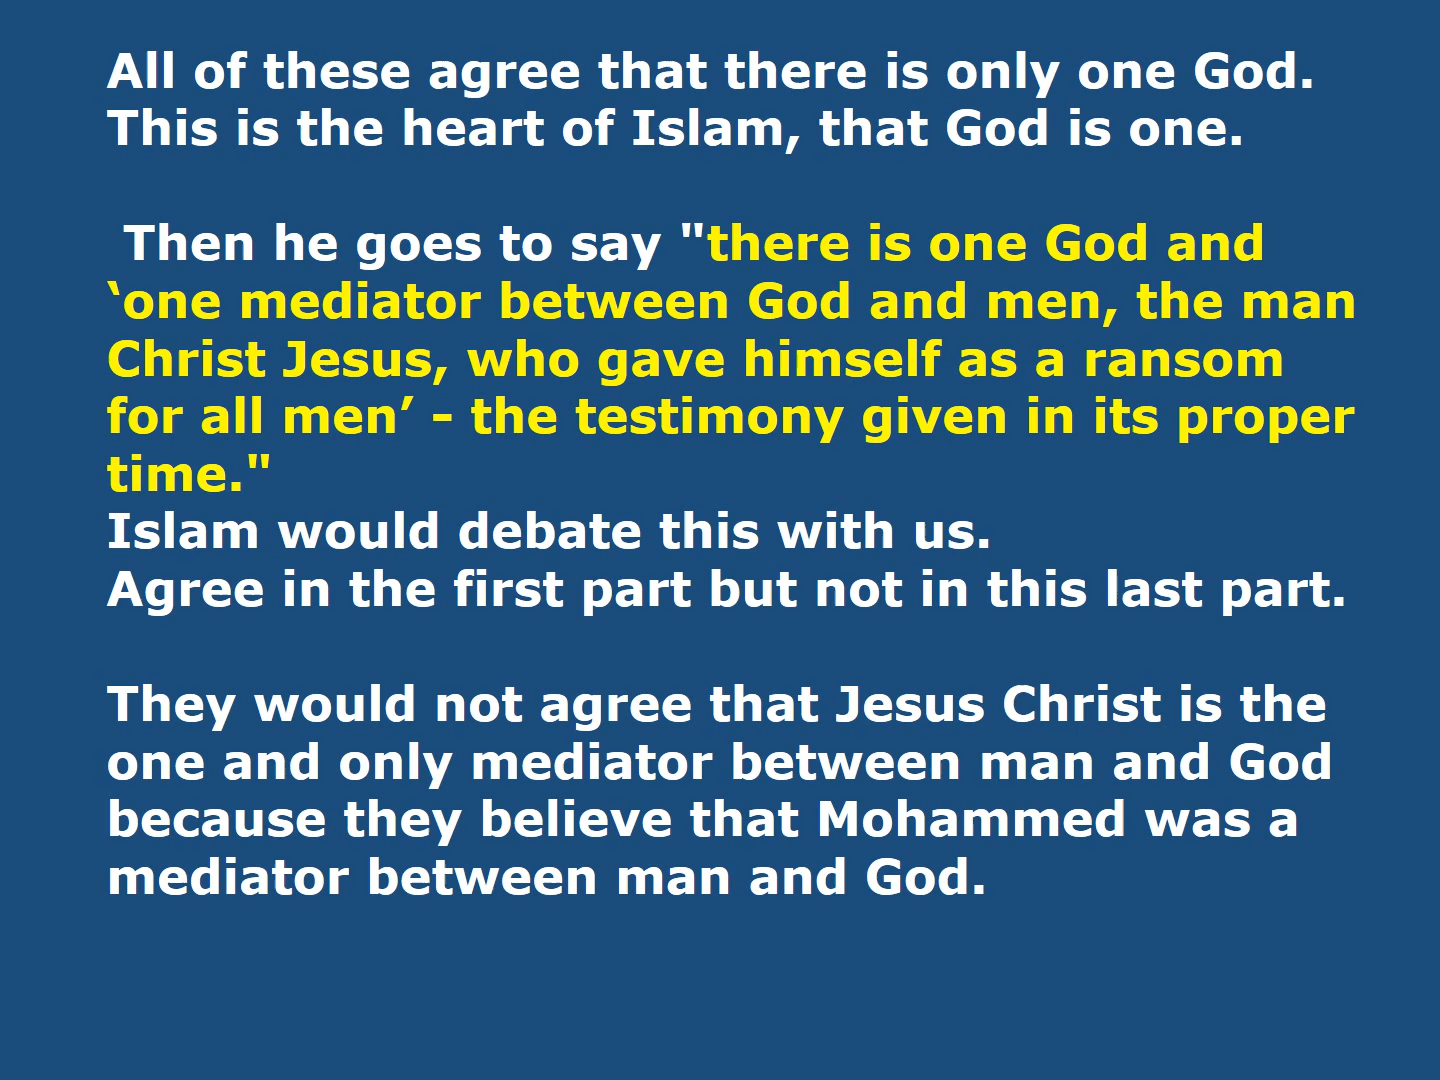 All of these agree that there is only one God.
This is the heart of Islam, that God is one.
Then he goes to say "there is one God and
‘one mediator between God and men, the man
Christ Jesus, who gave himself as a ransom
for all men’ – the testimony given in its proper
time."
Islam would debate this with us.
Agree in the first part but not in this last part.
They would not agree that Jesus Christ is the
one and only mediator between man and God
because they believe that Mohammed was a
mediator between man and God.